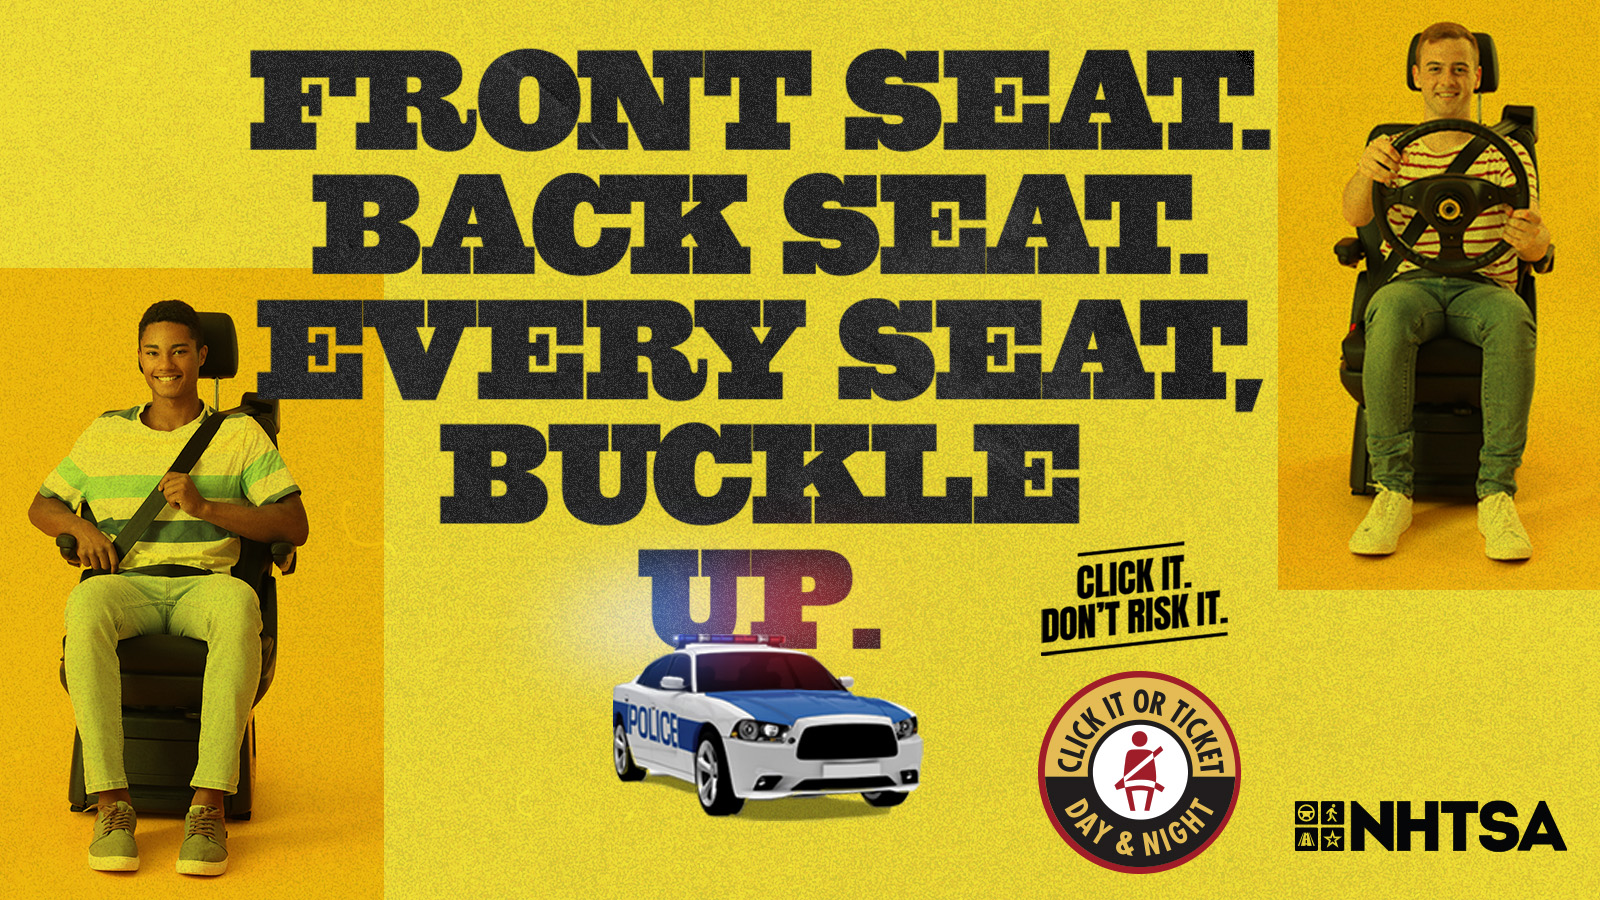 FRONT SEAT.
BACK SEAT.
EVERY SEAT,
BUCKLE
UP.
POLICE
CLICK IT.
DON'T RISK IT.
CLICK IT OR TICKET
DAY & NIGHT
NHTSA